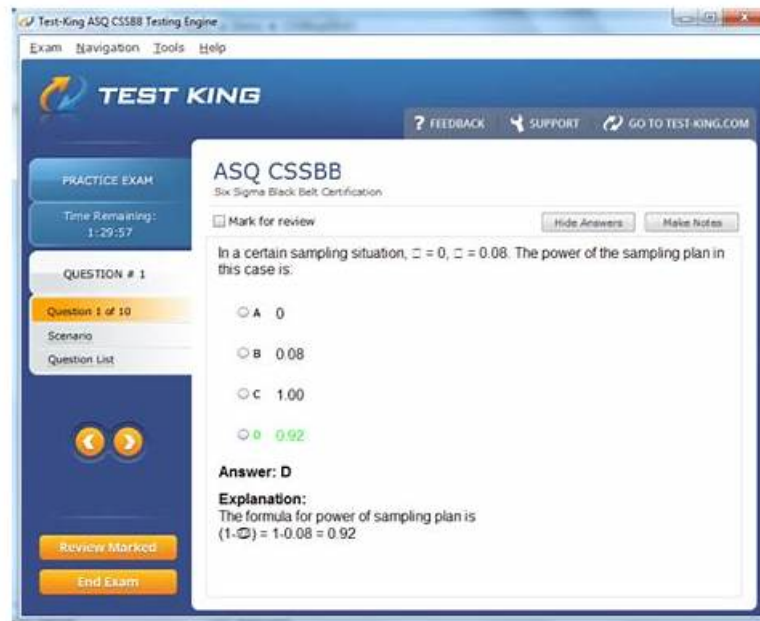 Test-King ASQ CSSBB Testing Engine
Exam Navigation Tools Help
TEST KING
? FEEDBACK SUPPORT GO TO TEST-KING.COM
PRACTICE EXAM
Time Remaining:
1:29:57
QUESTION # 1
Question 1 of 10
Scenario
Question List
Review Marked
End Exam
ASQ CSSBB
Six Sigma Black Belt Certification
Mark for review
Hide Answers
Make Notes
In a certain sampling situation, □ = 0, □ = 0.08. The power of the sampling plan in
this case is:
A 0
B 0.08
C 1.00
D 0.92
Answer: D
Explanation:
The formula for power of sampling plan is
(1-) = 1-0.08 = 0.92